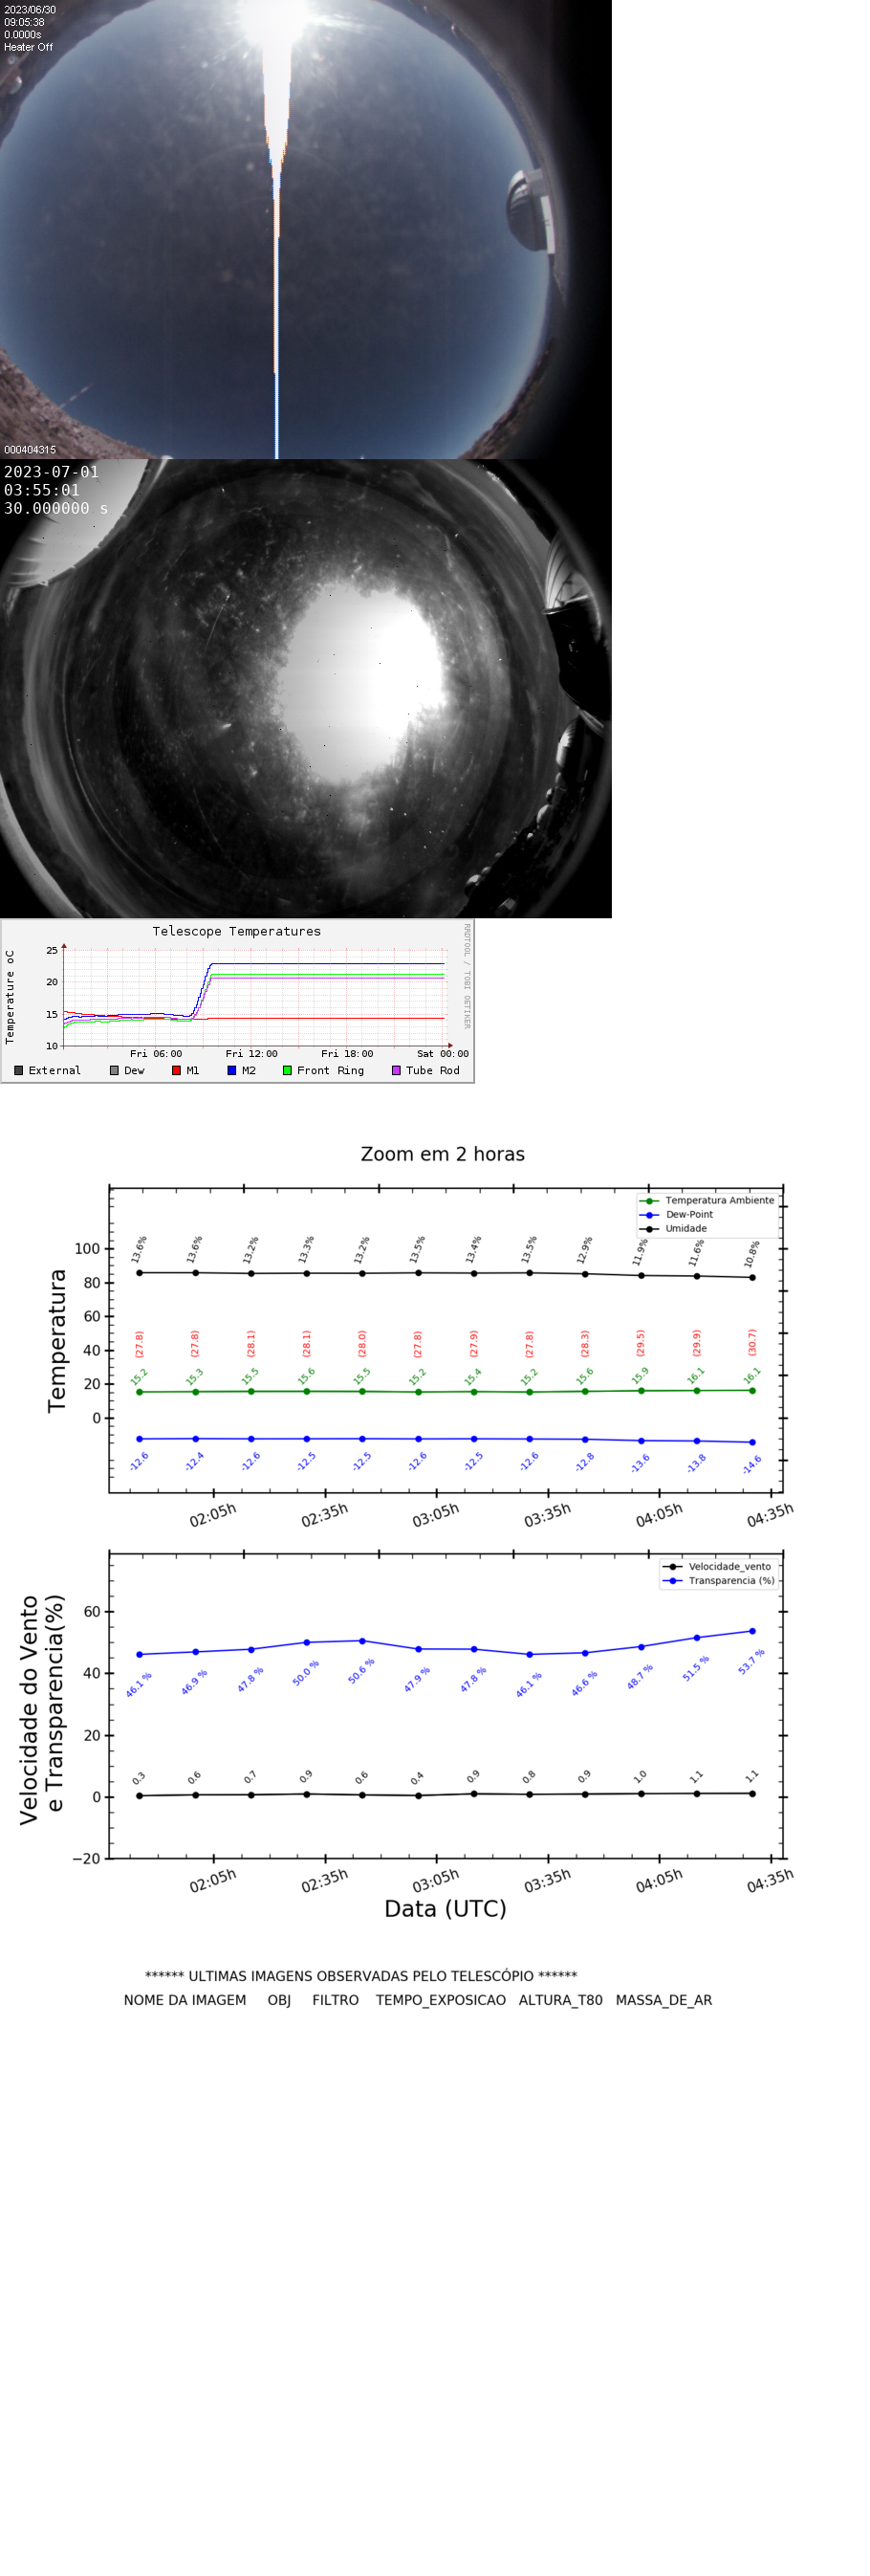 2023/06/30
09:05:38
0.0000s
Heater Off
000404315
2023-07-01
03:55:01
30.000000 s
Telescope Temperatures
RRDTOOL / TOBI OETIKER
Temperature oC
25
20
15
10
Fri 06:00 Fri 12:00 Fri 18:00 Sat 00:00
External Dew M1 M2 Front Ring Tube Rod
Zoom em 2 horas
Temperatura Ambiente
Dew-Point
Umidade
Temperatura
100
80
60
40
20
0
13.6% 13.6% 13.2% 13.3% 13.2% 13.5% 13.4% 13.5% 12.9% 11.9% 11.6% 10.8%
(27.8) (27.8) (28.1) (28.1) (28.0) (27.8) (27.9) (27.8) (28.3) (29.5) (29.9) (30.7)
15.2 15.3 15.5 15.6 15.5 15.2 15.4 15.2 15.6 15.9 16.1 16.1
-12.6 -12.4 -12.6 -12.5 -12.5 -12.6 -12.5 -12.6 -12.8 -13.6 -13.8 -14.6
02:05h 02:35h 03:05h 03:35h 04:05h 04:35h
Velocidade_vento
Transparencia (%)
Velocidade do Vento
e Transparencia(%)
60
40
20
0
−20
46.1 % 46.9 % 47.8 % 50.0 % 50.6 % 47.9 % 47.8 % 46.1 % 46.6 % 48.7 % 51.5 % 53.7 %
0.3 0.6 0.7 0.9 0.6 0.4 0.9 0.8 0.9 1.0 1.1 1.1
02:05h 02:35h 03:05h 03:35h 04:05h 04:35h
Data (UTC)
****** ULTIMAS IMAGENS OBSERVADAS PELO TELESCÓPIO ******
NOME DA IMAGEM OBJ FILTRO TEMPO_EXPOSICAO ALTURA_T80 MASSA_DE_AR